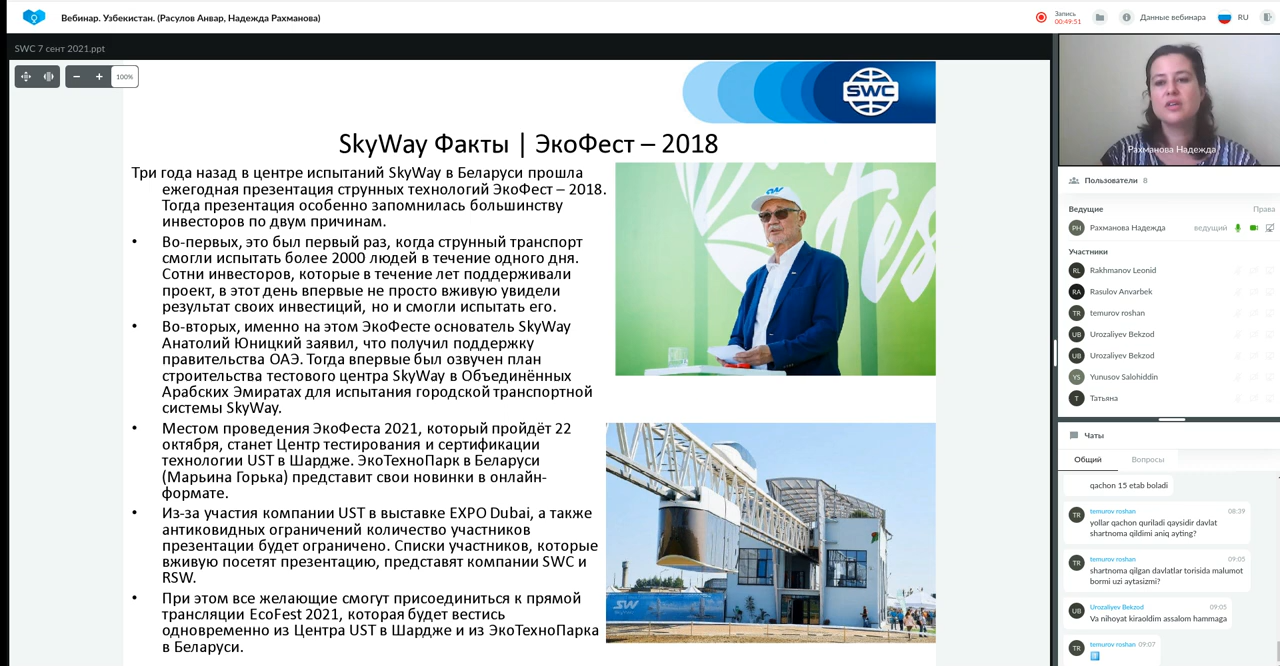 Вебинар. Узбекистан. (Расулов Анвар, Надежда Рахманова)
Запись
00:49:51
Данные вебинара
RU
SWC 7 сент 2021.ppt
100%
SWC
SkyWay Факты | ЭкоФест – 2018
Три года назад в центре испытаний SkyWay в Беларуси прошла
ежегодная презентация струнных технологий ЭкоФест – 2018.
Тогда презентация особенно запомнилась большинству
инвесторов по двум причинам.
• Во-первых, это был первый раз, когда струнный транспорт
смогли испытать более 2000 людей в течение одного дня.
Сотни инвесторов, которые в течение лет поддерживали
проект, в этот день впервые не просто вживую увидели
результат своих инвестиций, но и смогли испытать его.
• Во-вторых, именно на этом ЭкоФесте основатель SkyWay
Анатолий Юницкий заявил, что получил поддержку
правительства ОАЭ. Тогда впервые был озвучен план
строительства тестового центра SkyWay в Объединённых
Арабских Эмиратах для испытания городской транспортной
системы SkyWay.
• Местом проведения ЭкоФеста 2021, который пройдёт 22
октября, станет Центр тестирования и сертификации
технологии UST в Шардже. ЭкоТехноПарк в Беларуси
(Марьина Горька) представит свои новинки в онлайн-
формате.
• Из-за участия компании UST в выставке EXPO Dubai, а также
антиковидных ограничений количество участников
презентации будет ограничено. Списки участников, которые
вживую посетят презентацию, представят компании SWC и
RSW.
• При этом все желающие смогут присоединиться к прямой
трансляции EcoFest 2021, которая будет вестись
одновременно из Центра UST в Шардже и из ЭкоТехноПарка
в Беларуси.
SWC
SW
Рахманова Надежда
Пользователи 8
Ведущие Права
РН Рахманова Надежда ведущий
Участники
RL Rakhmanov Leonid
RA Rasulov Anvarbek
TR temurov roshan
UB Urozaliyev Bekzod
UB Urozaliyev Bekzod
YS Yunusov Salohiddin
Т Татьяна
Чаты
Общий Вопросы
qachon 15 etab boladi
TR temurov roshan 08:39
yollar qachon quriladi qaysidir davlat
shartnoma qildimi aniq ayting?
TR temurov roshan 09:05
shartnoma qilgan davlatlar torisida malumot
bormi uzi aytasizmi?
UB Urozaliyev Bekzod 09:05
Va nihoyat kiraoldim assalom hammaga
TR temurov roshan 09:07